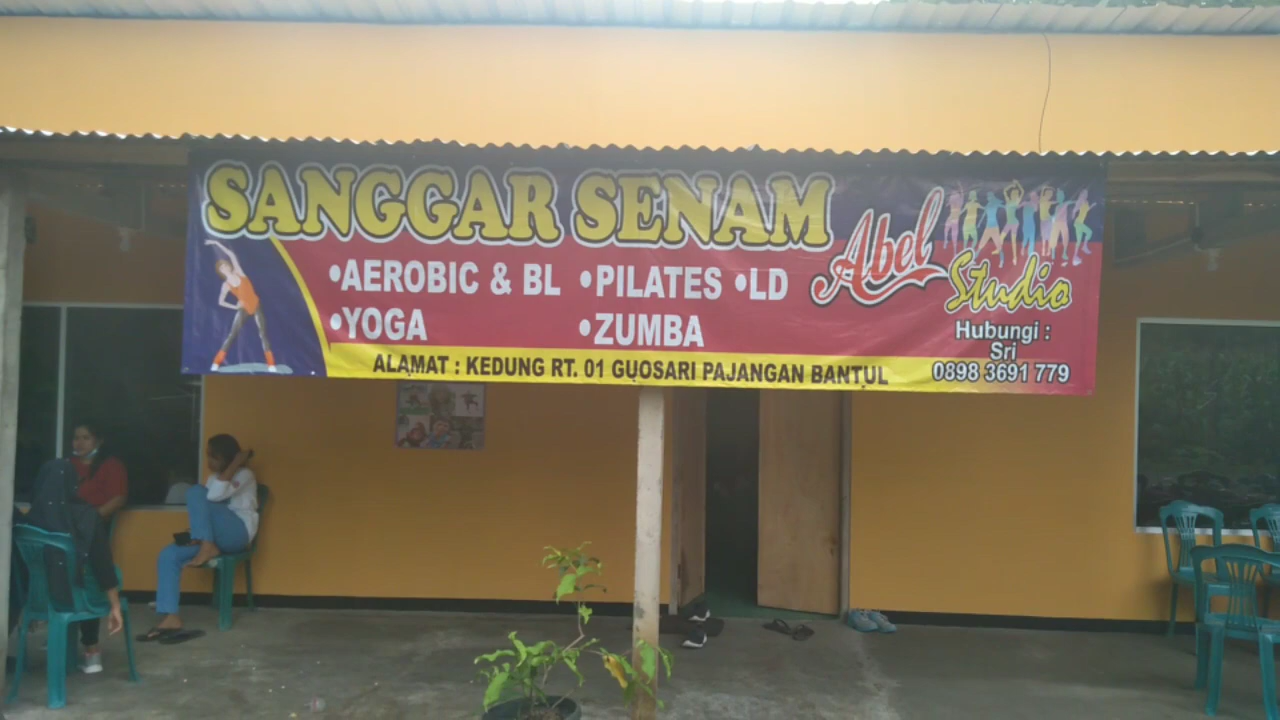 SANGGAR SENAM
•AEROBIC & BL •PILATES •LD
•YOGA •ZUMBA
ALAMAT : KEDUNG RT. 01 GUOSARI PAJANGAN BANTUL
Abel
Studio
Hubungi :
Sri
0898 3691 779